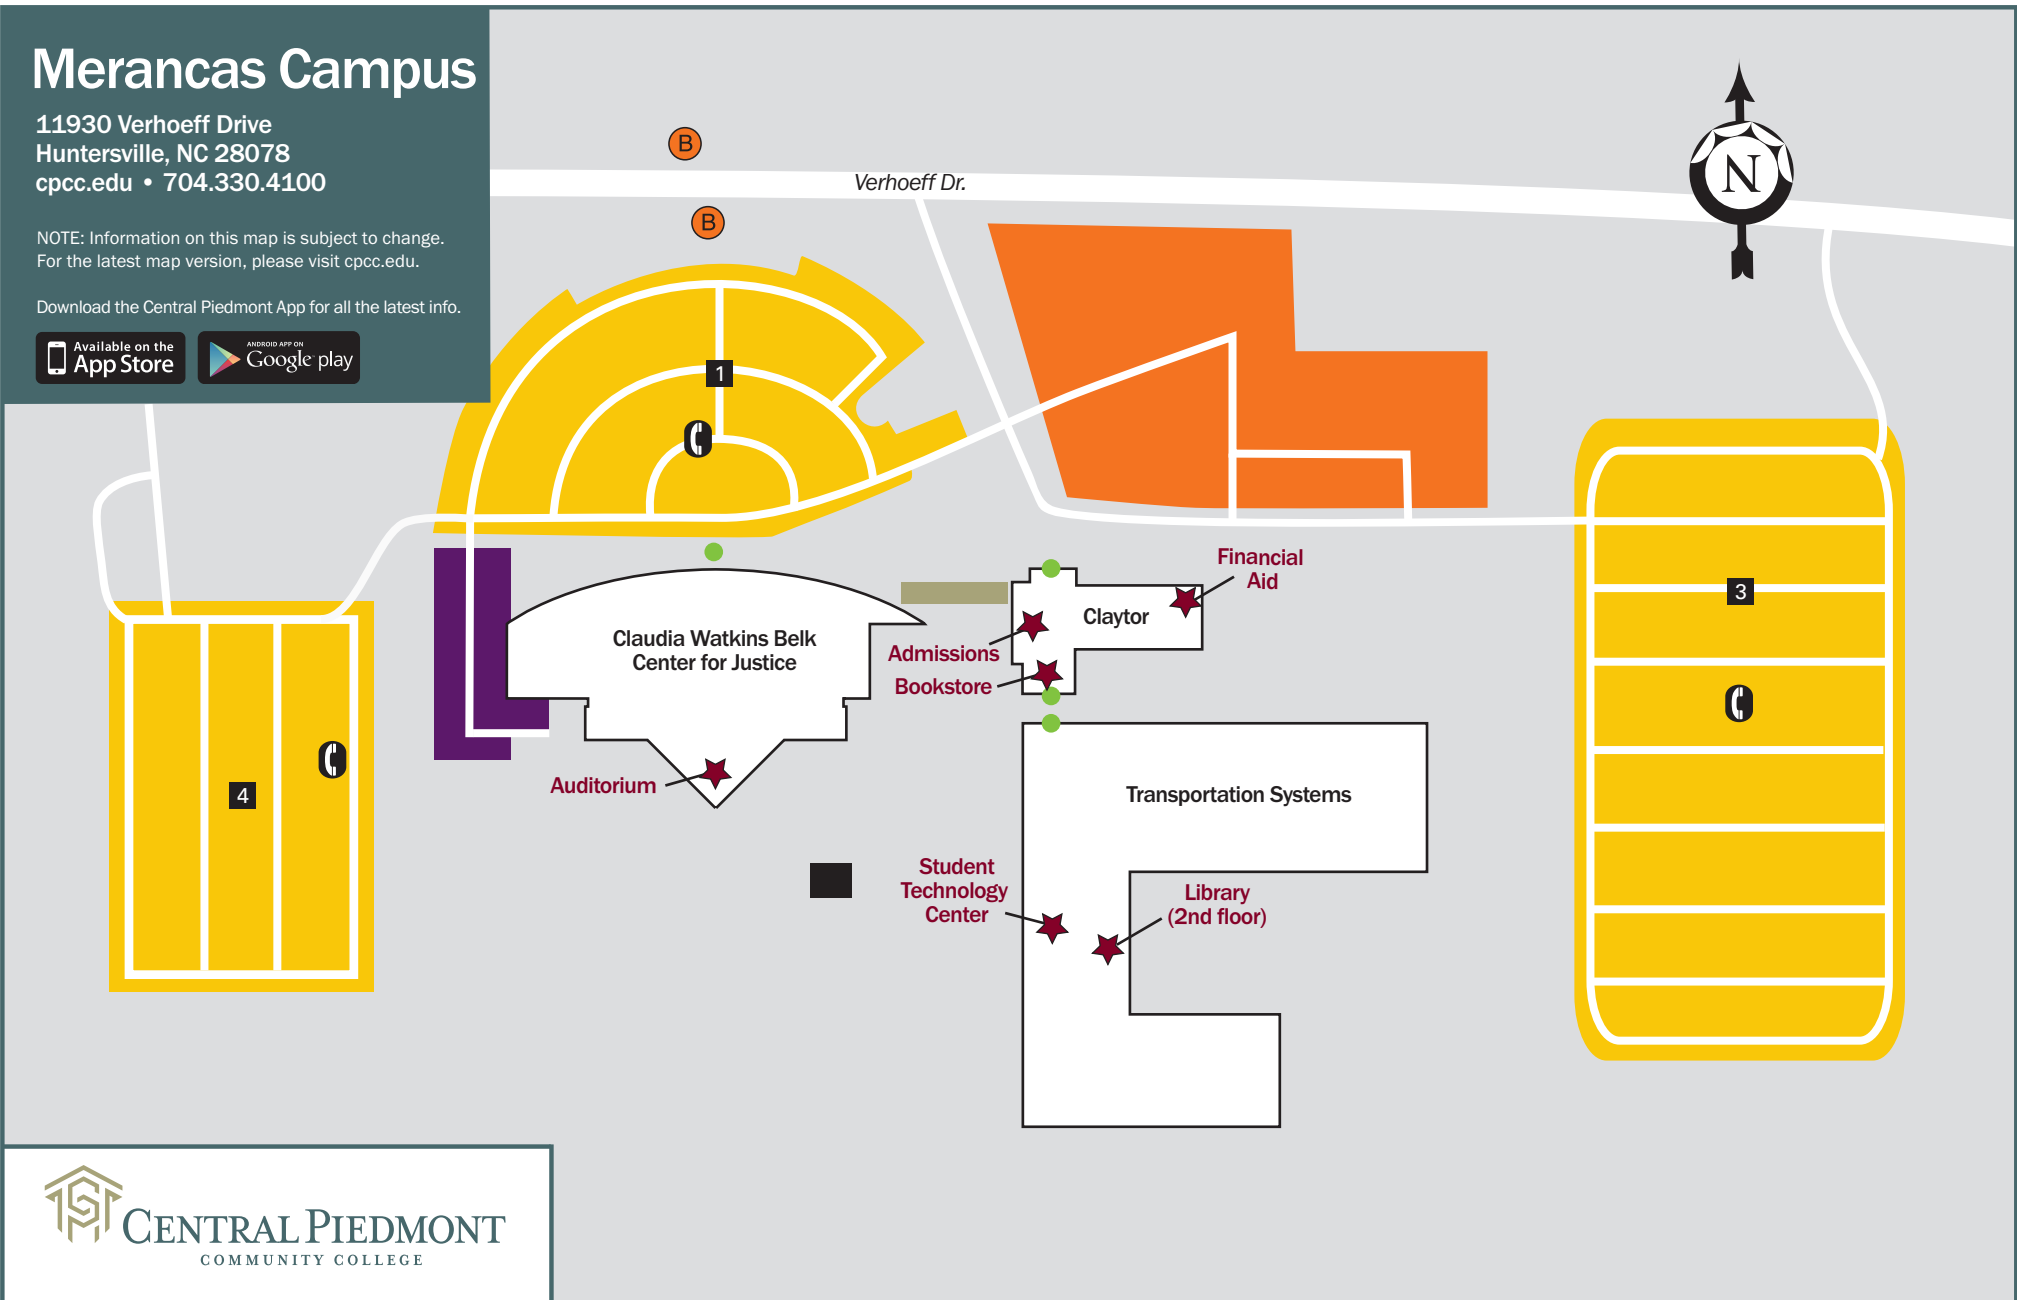 Merancas Campus
11930 Verhoeff Drive
Huntersville, NC 28078
cpcc.edu • 704.330.4100
NOTE: Information on this map is subject to change.
For the latest map version, please visit cpcc.edu.
Download the Central Piedmont App for all the latest info.
Available on the
App Store
ANDROID APP ON
Google play
B
Verhoeff Dr.
B
N
1
Financial
Aid
3
Claytor
Claudia Watkins Belk
Center for Justice
Admissions
Bookstore
Auditorium
4
Transportation Systems
Student
Technology
Center
Library
(2nd floor)
CENTRAL PIEDMONT
COMMUNITY COLLEGE